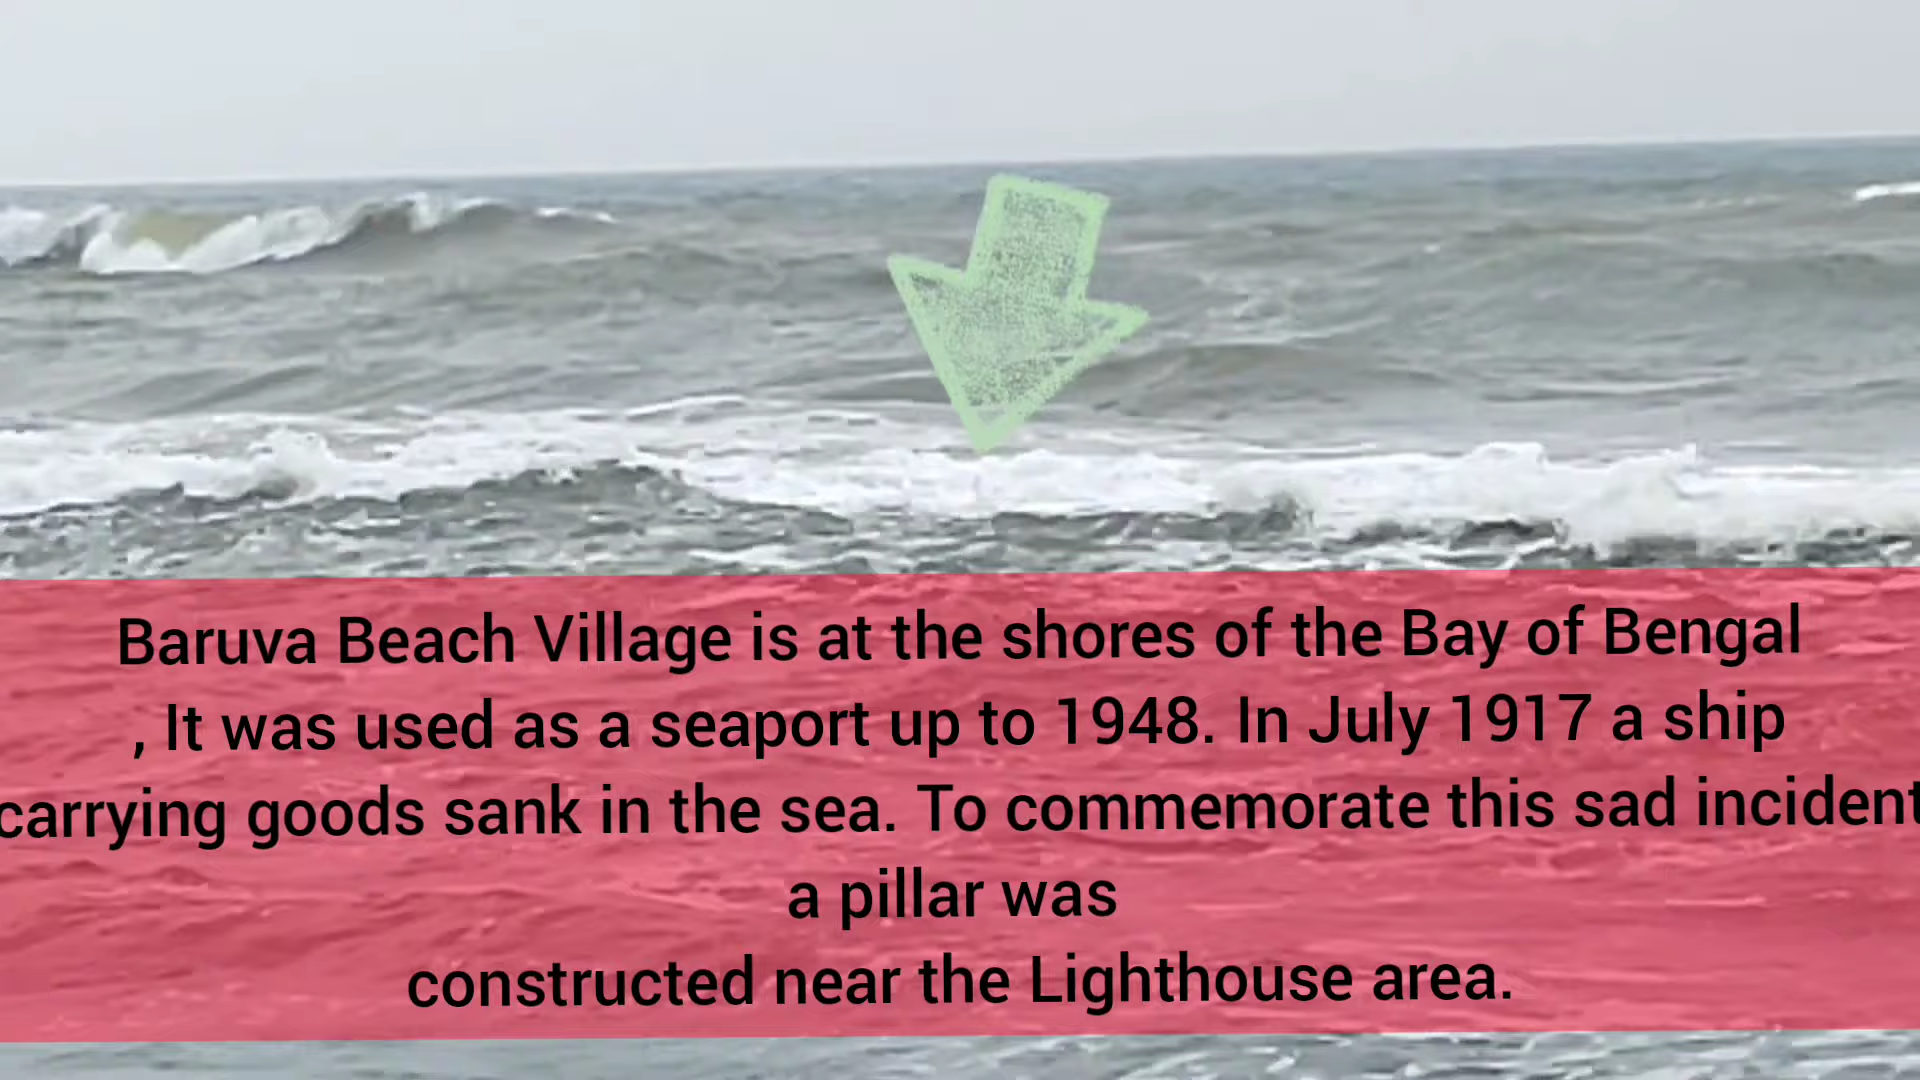 Baruva Beach Village is at the shores of the Bay of Bengal
, It was used as a seaport up to 1948. In July 1917 a ship
carrying goods sank in the sea. To commemorate this sad incident
a pillar was
constructed near the Lighthouse area.